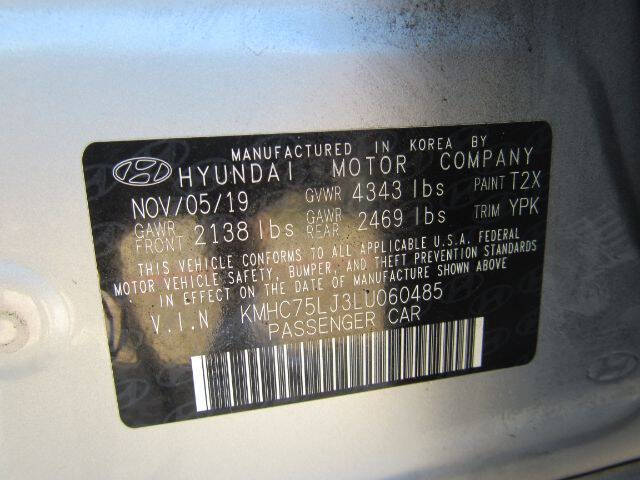 MANUFACTURED IN KOREA BY
HYUNDAI MOTOR COMPANY
NOV/05/19 GVWR 4343 lbs PAINT T2X
GAWR FRONT 2138 lbs GAWR REAR 2469 lbs TRIM YPK
THIS VEHICLE CONFORMS TO ALL APPLICABLE U.S.A. FEDERAL
MOTOR VEHICLE SAFETY, BUMPER, AND THEFT PREVENTION STANDARDS
IN EFFECT ON THE DATE OF MANUFACTURE SHOWN ABOVE
V.I.N KMHC75LJ3LU060485
PASSENGER CAR